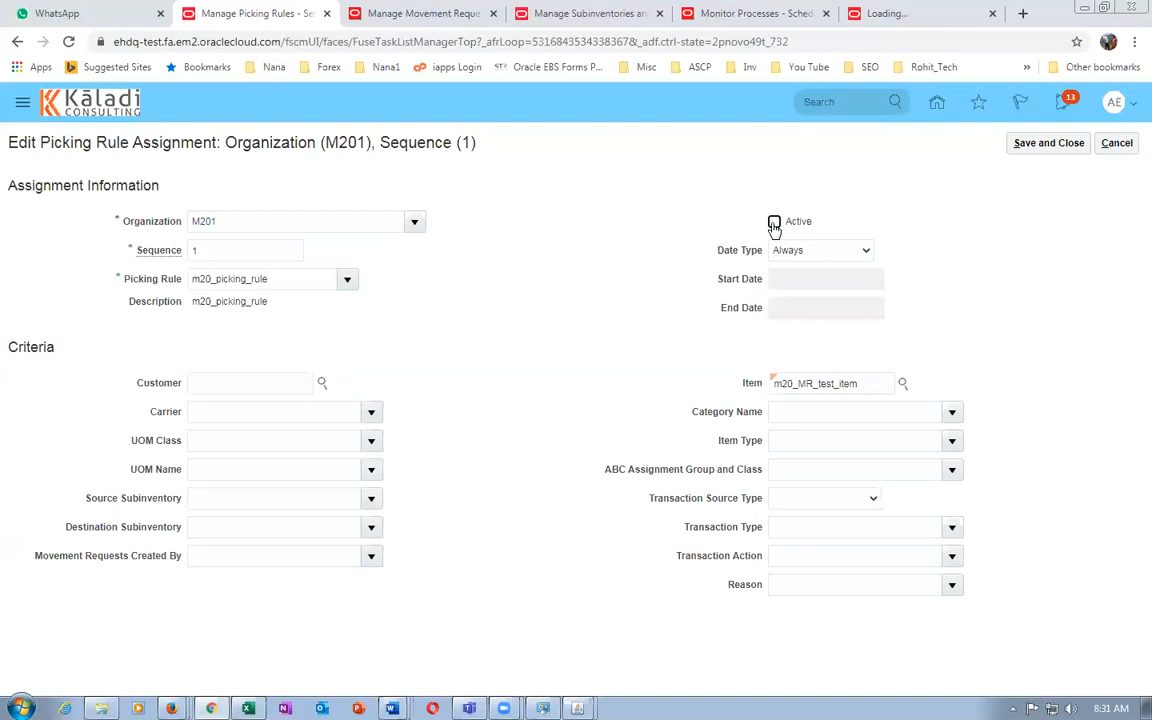 WhatsApp
Manage Picking Rules - Se
Manage Movement Reque
Manage Subinventories an
Monitor Processes - Sched
Loading...
ehdq-test.fa.em2.oraclecloud.com/fscmUI/faces/FuseTaskListManagerTop?_afrLoop=5316843534338367&_adf.ctrl-state=2pnovo49t_732
Apps
Suggested Sites
Bookmarks
Nana
Forex
Nana1
iapps Login
Oracle EBS Forms P...
Misc
ASCP
Inv
You Tube
SEO
Rohit_Tech
»
Other bookmarks
Kāladi
CONSULTING
Search
13
AE
Edit Picking Rule Assignment: Organization (M201), Sequence (1)
Save and Close
Cancel
Assignment Information
* Organization M201
Active
* Sequence 1
Date Type Always
* Picking Rule m20_picking_rule
Start Date
Description m20_picking_rule
End Date
Criteria
Customer
Item m20_MR_test_item
Carrier
Category Name
UOM Class
Item Type
UOM Name
ABC Assignment Group and Class
Source Subinventory
Transaction Source Type
Destination Subinventory
Transaction Type
Movement Requests Created By
Transaction Action
Reason
8:31 AM